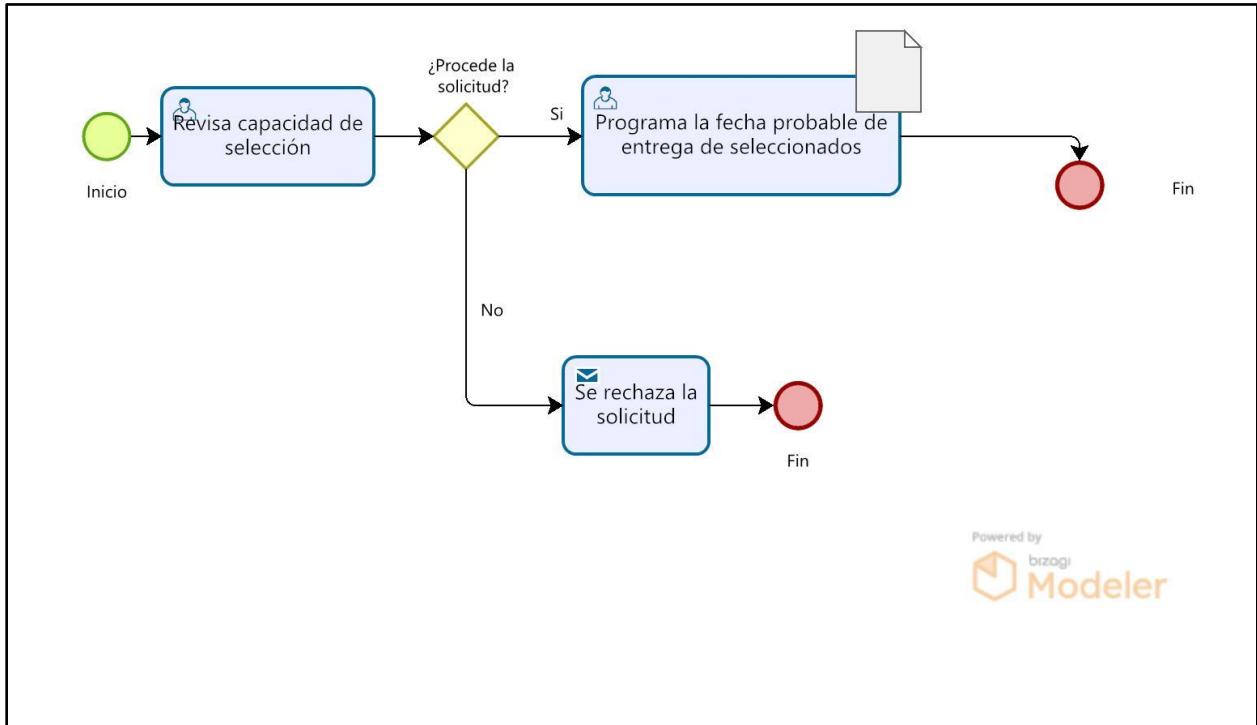 ¿Procede la
solicitud?
Revisa capacidad de
selección
Si
Programa la fecha probable de
entrega de seleccionados
Inicio
Fin
No
Se rechaza la
solicitud
Fin
Powered by
bizagi
Modeler